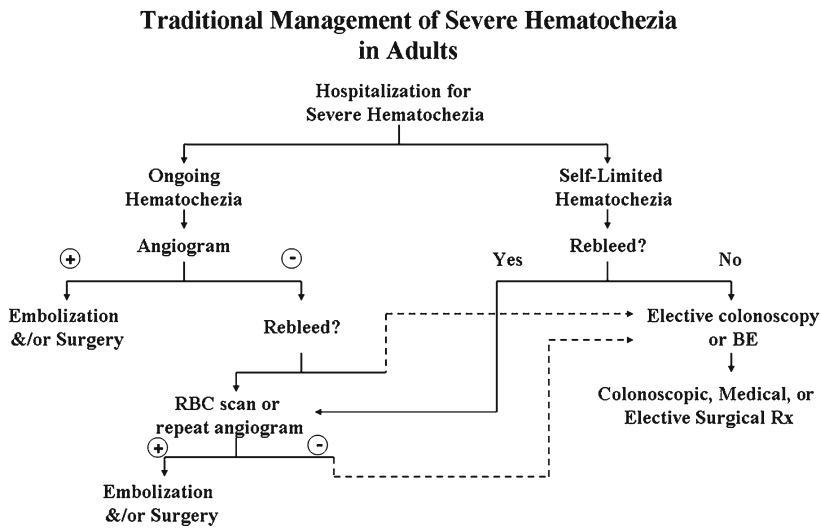 Traditional Management of Severe Hematochezia
in Adults
Hospitalization for
Severe Hematochezia
Ongoing
Hematochezia
Self-Limited
Hematochezia
Angiogram
Rebleed?
+
-
Yes
No
Embolization
&/or Surgery
Rebleed?
Elective colonoscopy
or BE
RBC scan or
repeat angiogram
Colonoscopic, Medical, or
Elective Surgical Rx
+
-
Embolization
&/or Surgery